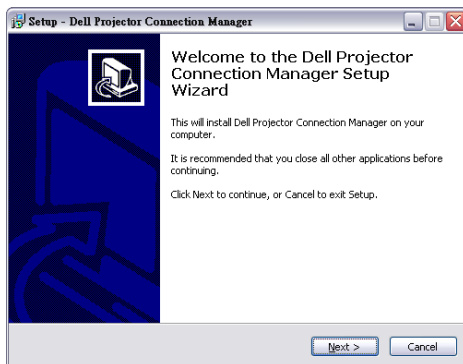 Setup - Dell Projector Connection Manager
Welcome to the Dell Projector
Connection Manager Setup
Wizard
This will install Dell Projector Connection Manager on your
computer.
It is recommended that you close all other applications before
continuing.
Click Next to continue, or Cancel to exit Setup.
Next >
Cancel